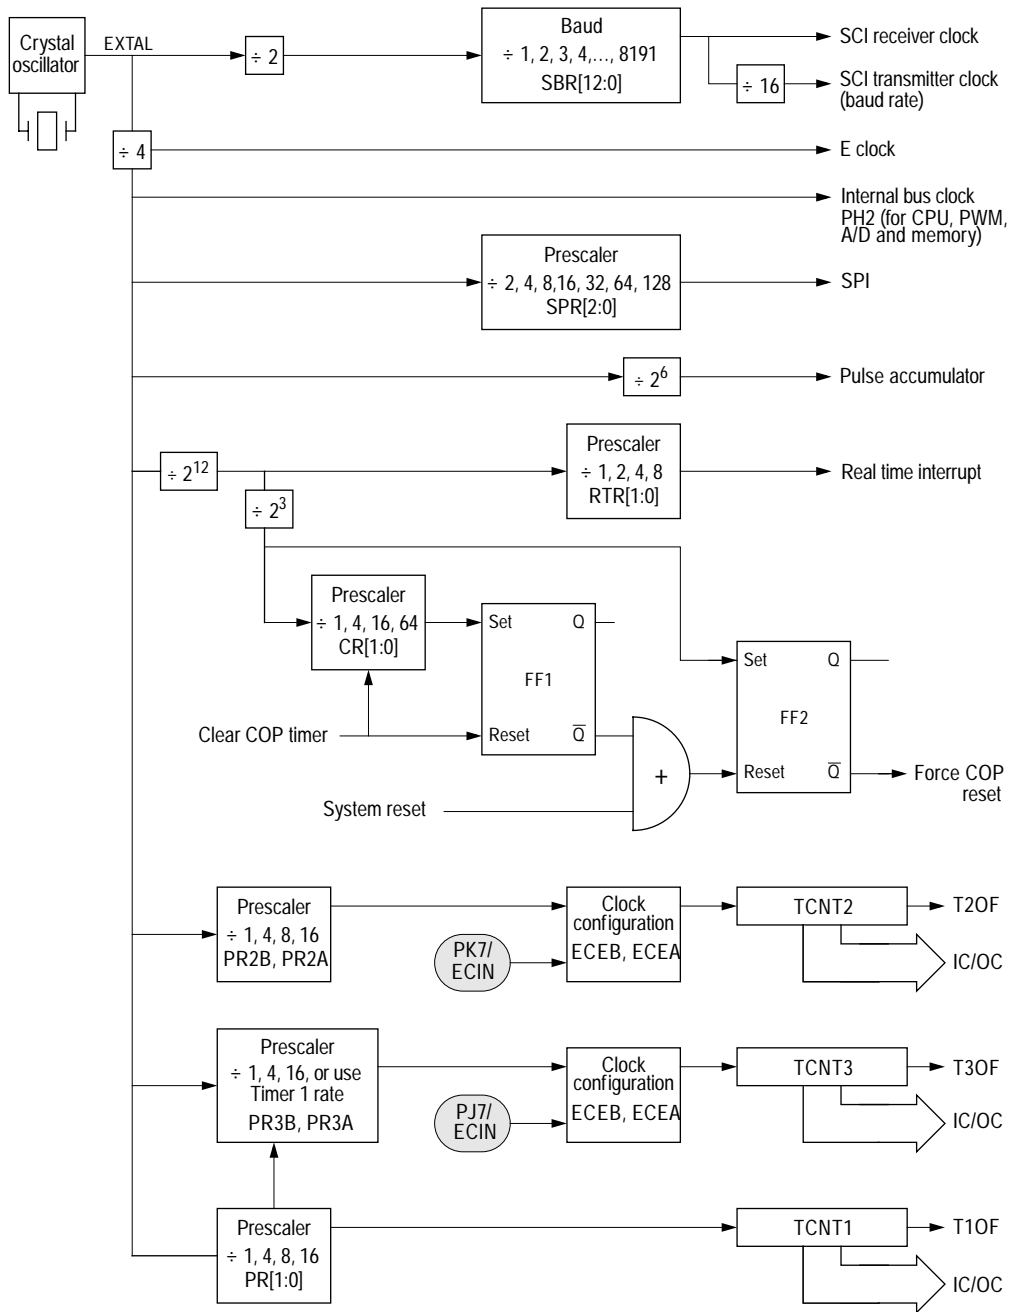 Crystal
oscillator
EXTAL
÷ 2
Baud
÷ 1, 2, 3, 4,..., 8191
SBR[12:0]
SCI receiver clock
÷ 16
SCI transmitter clock
(baud rate)
÷ 4
E clock
Internal bus clock
PH2 (for CPU, PWM,
A/D and memory)
Prescaler
÷ 2, 4, 8,16, 32, 64, 128
SPR[2:0]
SPI
÷ 2⁶
Pulse accumulator
÷ 2¹²
Prescaler
÷ 1, 2, 4, 8
RTR[1:0]
Real time interrupt
÷ 2³
Prescaler
÷ 1, 4, 16, 64
CR[1:0]
Set
Q
FF1
Reset
Q̅
Set
Q
FF2
Reset
Q̅
Clear COP timer
+
Force COP
reset
System reset
Prescaler
÷ 1, 4, 8, 16
PR2B, PR2A
PK7/
ECIN
Clock
configuration
ECEB, ECEA
TCNT2
T2OF
IC/OC
Prescaler
÷ 1, 4, 16, or use
Timer 1 rate
PR3B, PR3A
PJ7/
ECIN
Clock
configuration
ECEB, ECEA
TCNT3
T3OF
IC/OC
Prescaler
÷ 1, 4, 8, 16
PR[1:0]
TCNT1
T1OF
IC/OC